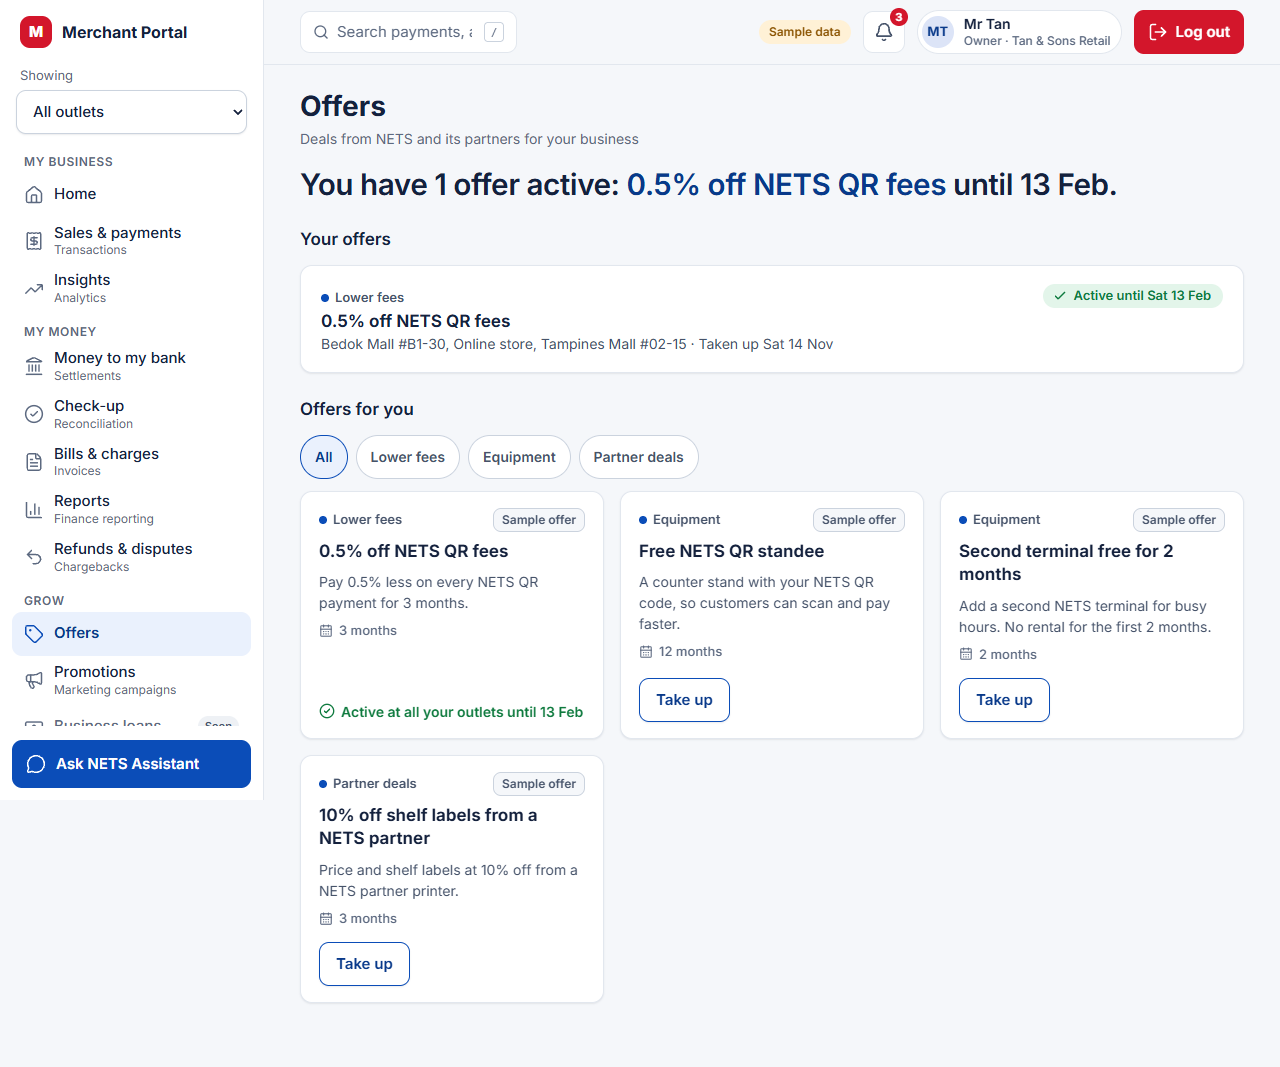 M Merchant Portal
Showing
All outlets
MY BUSINESS
Home
Sales & payments
Transactions
Insights
Analytics
MY MONEY
Money to my bank
Settlements
Check-up
Reconciliation
Bills & charges
Invoices
Reports
Finance reporting
Refunds & disputes
Chargebacks
GROW
Offers
Promotions
Marketing campaigns
Business loans Soon
Ask NETS Assistant
Search payments, /
Sample data
3
MT
Mr Tan
Owner · Tan & Sons Retail
Log out
Offers
Deals from NETS and its partners for your business
You have 1 offer active: 0.5% off NETS QR fees until 13 Feb.
Your offers
Lower fees
Active until Sat 13 Feb
0.5% off NETS QR fees
Bedok Mall #B1-30, Online store, Tampines Mall #02-15 · Taken up Sat 14 Nov
Offers for you
All Lower fees Equipment Partner deals
Lower fees Sample offer
0.5% off NETS QR fees
Pay 0.5% less on every NETS QR
payment for 3 months.
3 months
Active at all your outlets until 13 Feb
Equipment Sample offer
Free NETS QR standee
A counter stand with your NETS QR
code, so customers can scan and pay
faster.
12 months
Take up
Equipment Sample offer
Second terminal free for 2
months
Add a second NETS terminal for busy
hours. No rental for the first 2 months.
2 months
Take up
Partner deals Sample offer
10% off shelf labels from a
NETS partner
Price and shelf labels at 10% off from a
NETS partner printer.
3 months
Take up